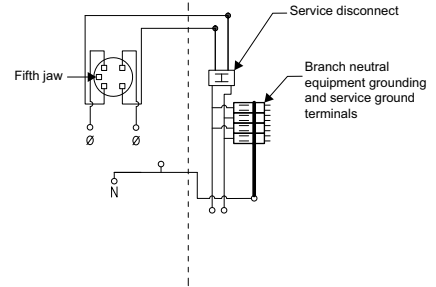 Service disconnect
Fifth jaw
Branch neutral
equipment grounding
and service ground
terminals
Ø Ø
N